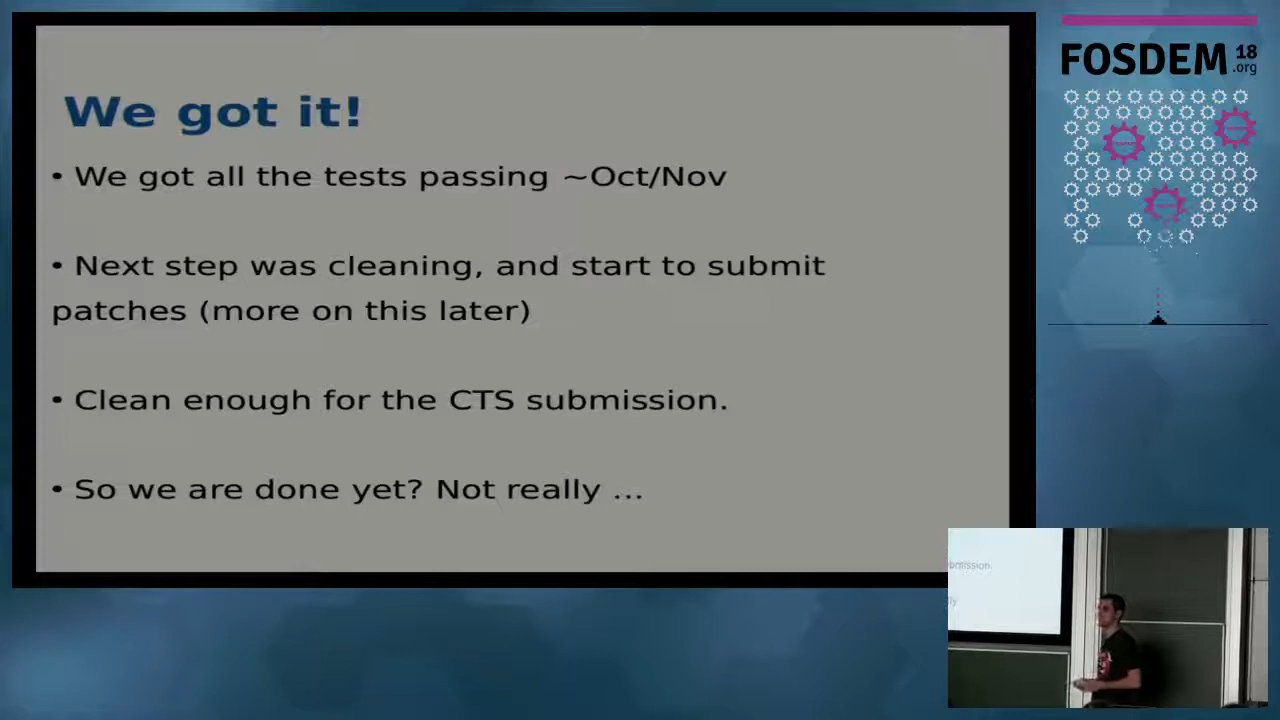 We got it!
• We got all the tests passing ~Oct/Nov
• Next step was cleaning, and start to submit
patches (more on this later)
• Clean enough for the CTS submission.
• So we are done yet? Not really ...
FOSDEM 18
.org
bmission.